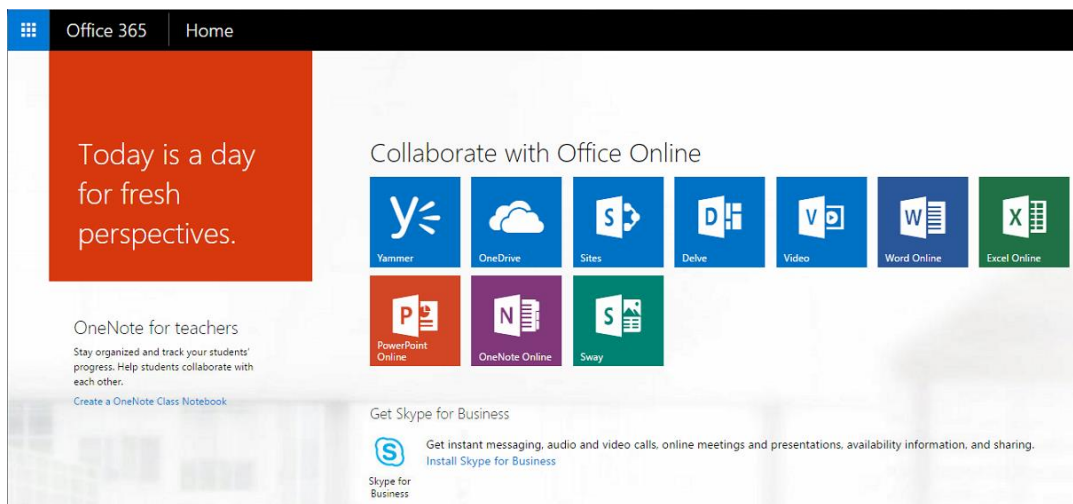 Office 365
Home
Today is a day
for fresh
perspectives.
OneNote for teachers
Stay organized and track your students'
progress. Help students collaborate with
each other.
Create a OneNote Class Notebook
Collaborate with Office Online
Yammer
OneDrive
Sites
Delve
Video
Word Online
Excel Online
PowerPoint
Online
OneNote Online
Sway
Get Skype for Business
Get instant messaging, audio and video calls, online meetings and presentations, availability information, and sharing.
Install Skype for Business
Skype for
Business